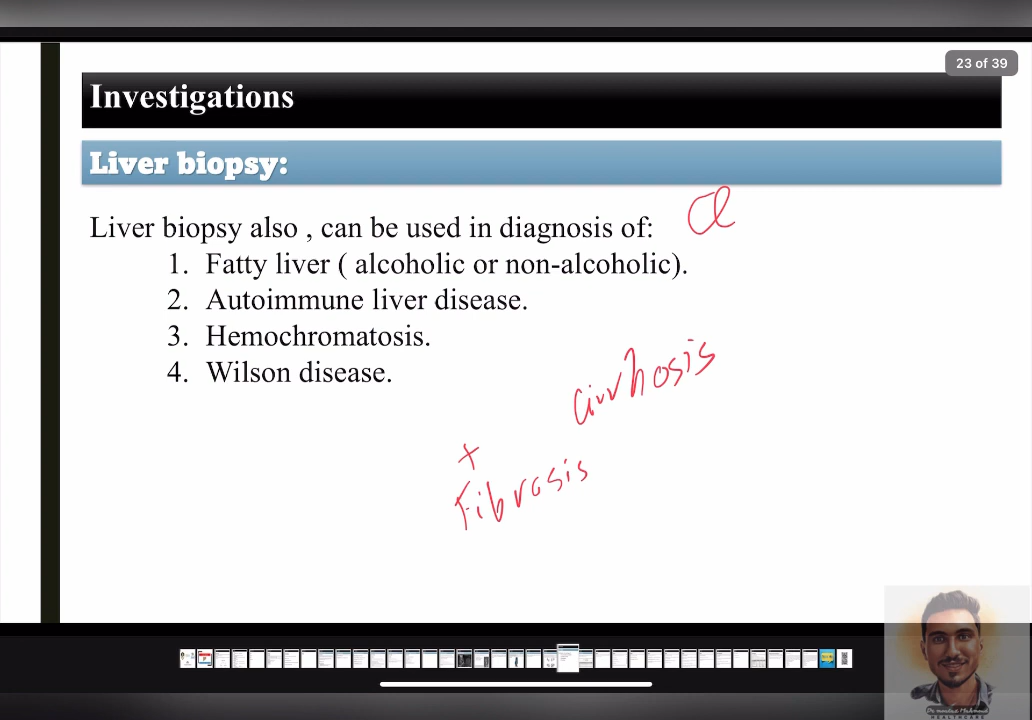 23 of 39
Investigations
Liver biopsy:
Liver biopsy also , can be used in diagnosis of:
1. Fatty liver ( alcoholic or non-alcoholic).
2. Autoimmune liver disease.
3. Hemochromatosis.
4. Wilson disease.
cirrhosis
+
Fibrosis
HEALTHCARE